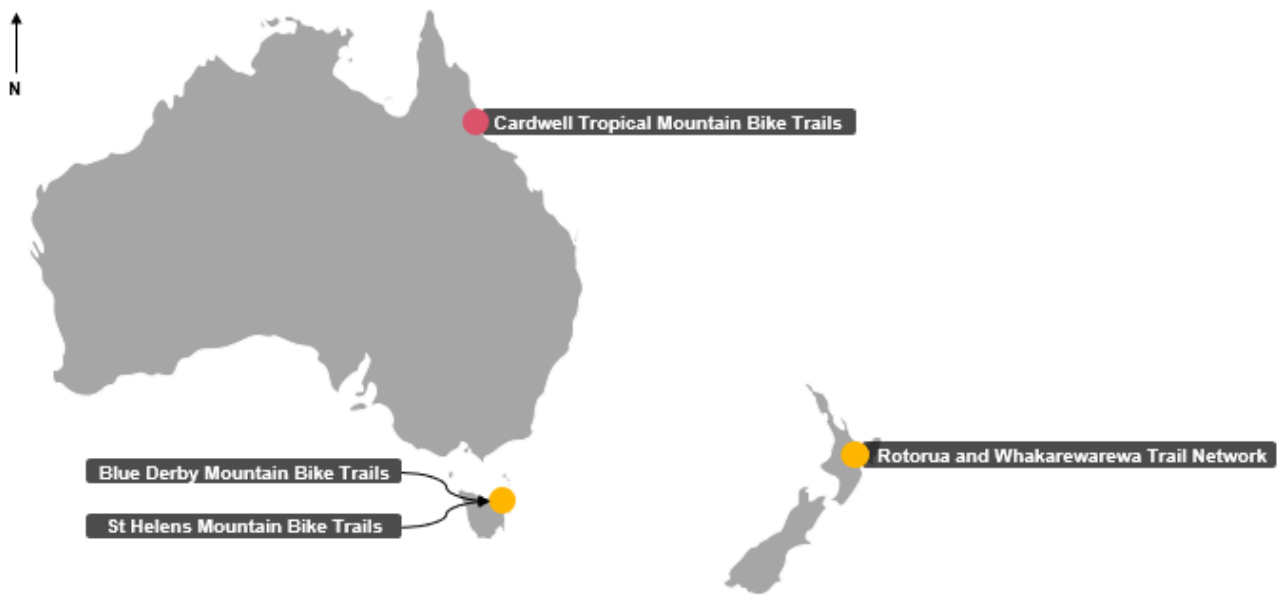 N
Cardwell Tropical Mountain Bike Trails
Rotorua and Whakarewarewa Trail Network
Blue Derby Mountain Bike Trails
St Helens Mountain Bike Trails